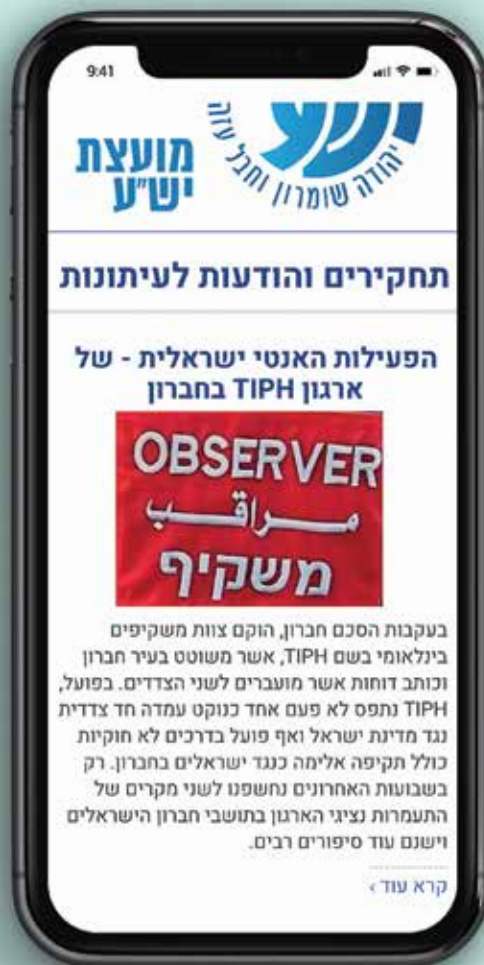 9:41
מועצת
יש"ע
יש"ע
יהודה שומרון וחבל עזה
תחקירים והודעות לעיתונות
הפעילות האנטי ישראלית - של
ארגון TIPH בחברון
OBSERVER
مراقب
משקיף
בעקבות הסכם חברון, הוקם צוות משקיפים
בינלאומי בשם TIPH, אשר משוטט בעיר חברון
וכותב דוחות אשר מועברים לשני הצדדים. בפועל,
TIPH נתפס לא פעם אחד כנוקט עמדה חד צדדית
נגד מדינת ישראל ואף פועל בדרכים לא חוקיות
כולל תקיפה אלימה כנגד ישראלים בחברון. רק
בשבועות האחרונים נחשפנו לשני מקרים של
התעמרות נציגי הארגון בתושבי חברון הישראלים
וישנם עוד סיפורים רבים.
קרא עוד ›